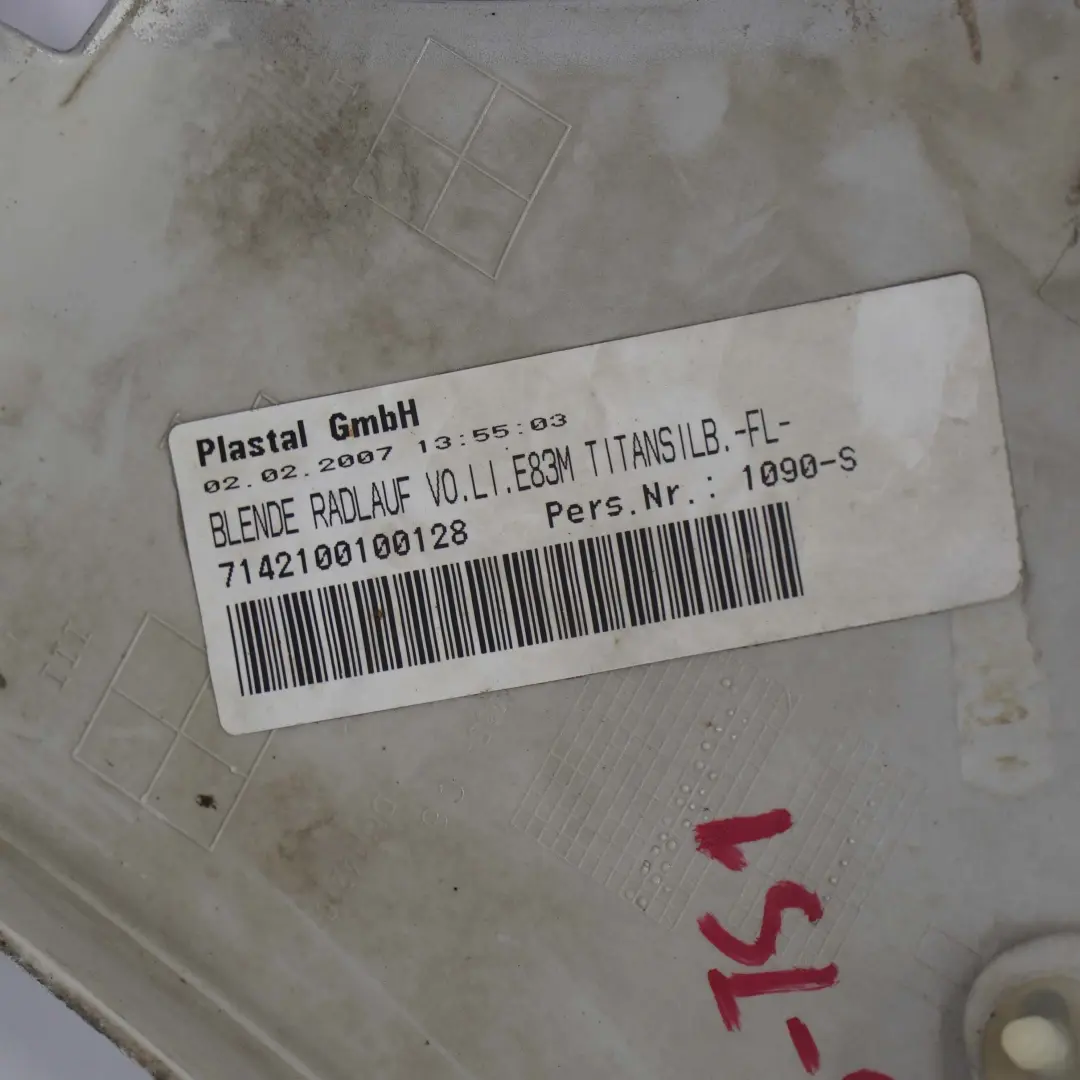 Plastal GmbH
02.02.2007 13:55:03
BLENDE RADLAUF VO.LI.E83M TITANSILB.-FL-
7142100100128 Pers.Nr.: 1090-S